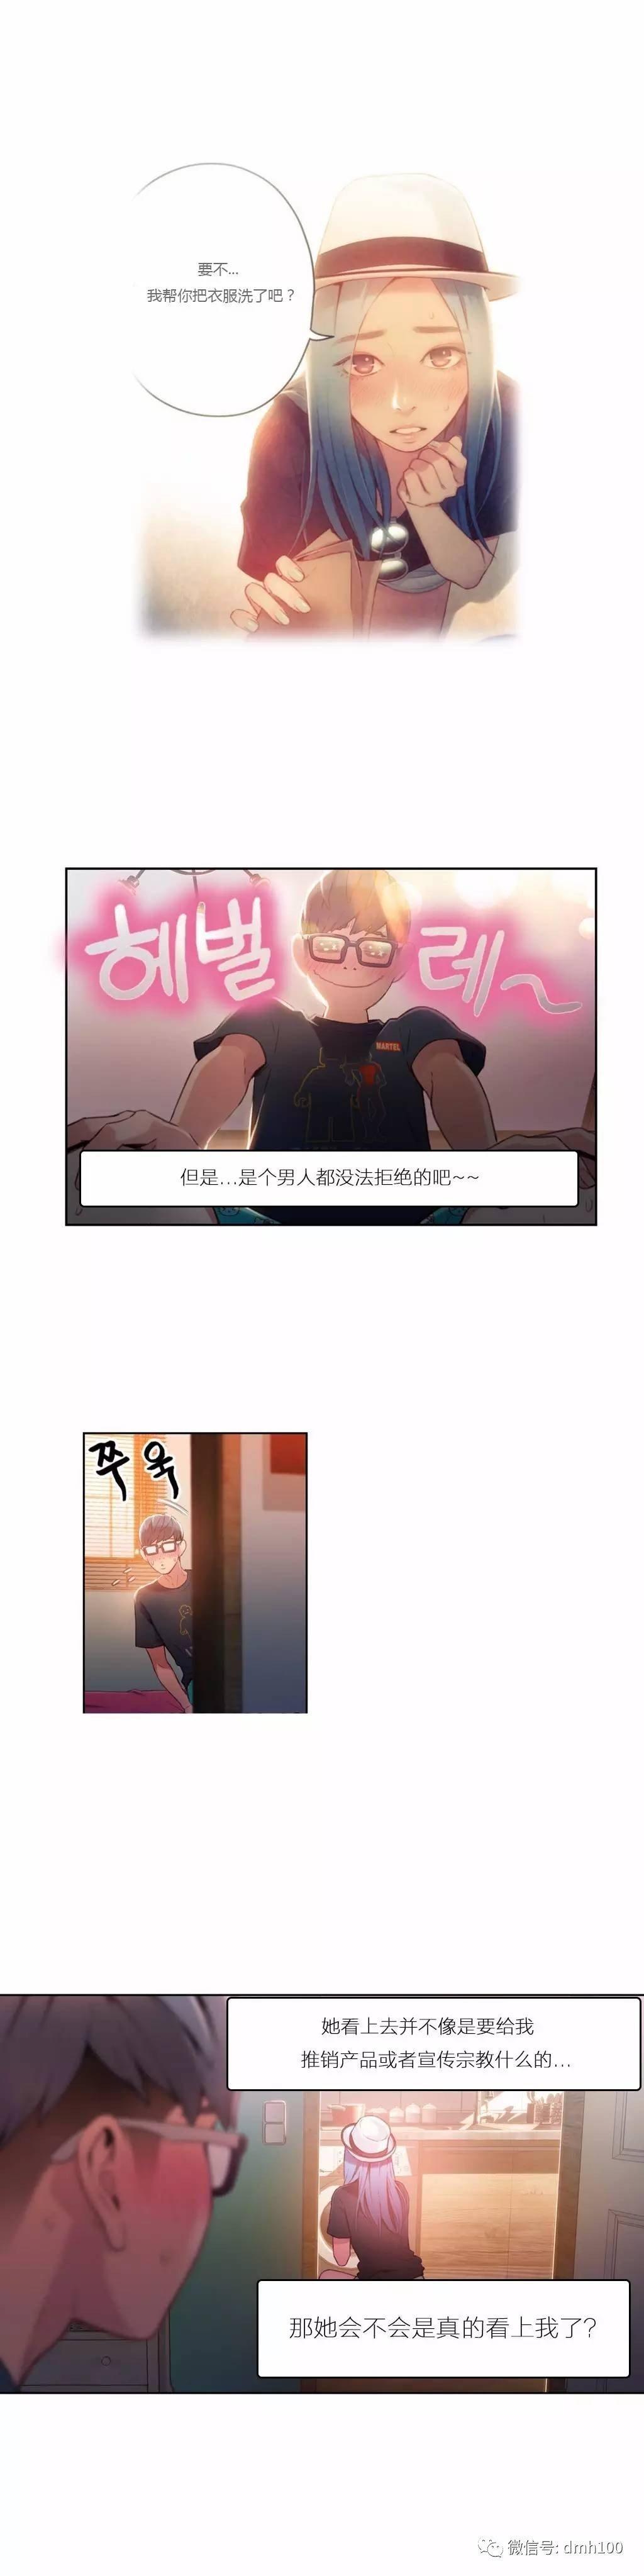 要不...
我帮你把衣服洗了吧？
헤벌
레~
MARTEL
但是...是个男人都没法拒绝的吧~~
쭈욱
她看上去并不像是要给我
推销产品或者宣传宗教什么的...
那她会不会是真的看上我了?
微信号: dmh100